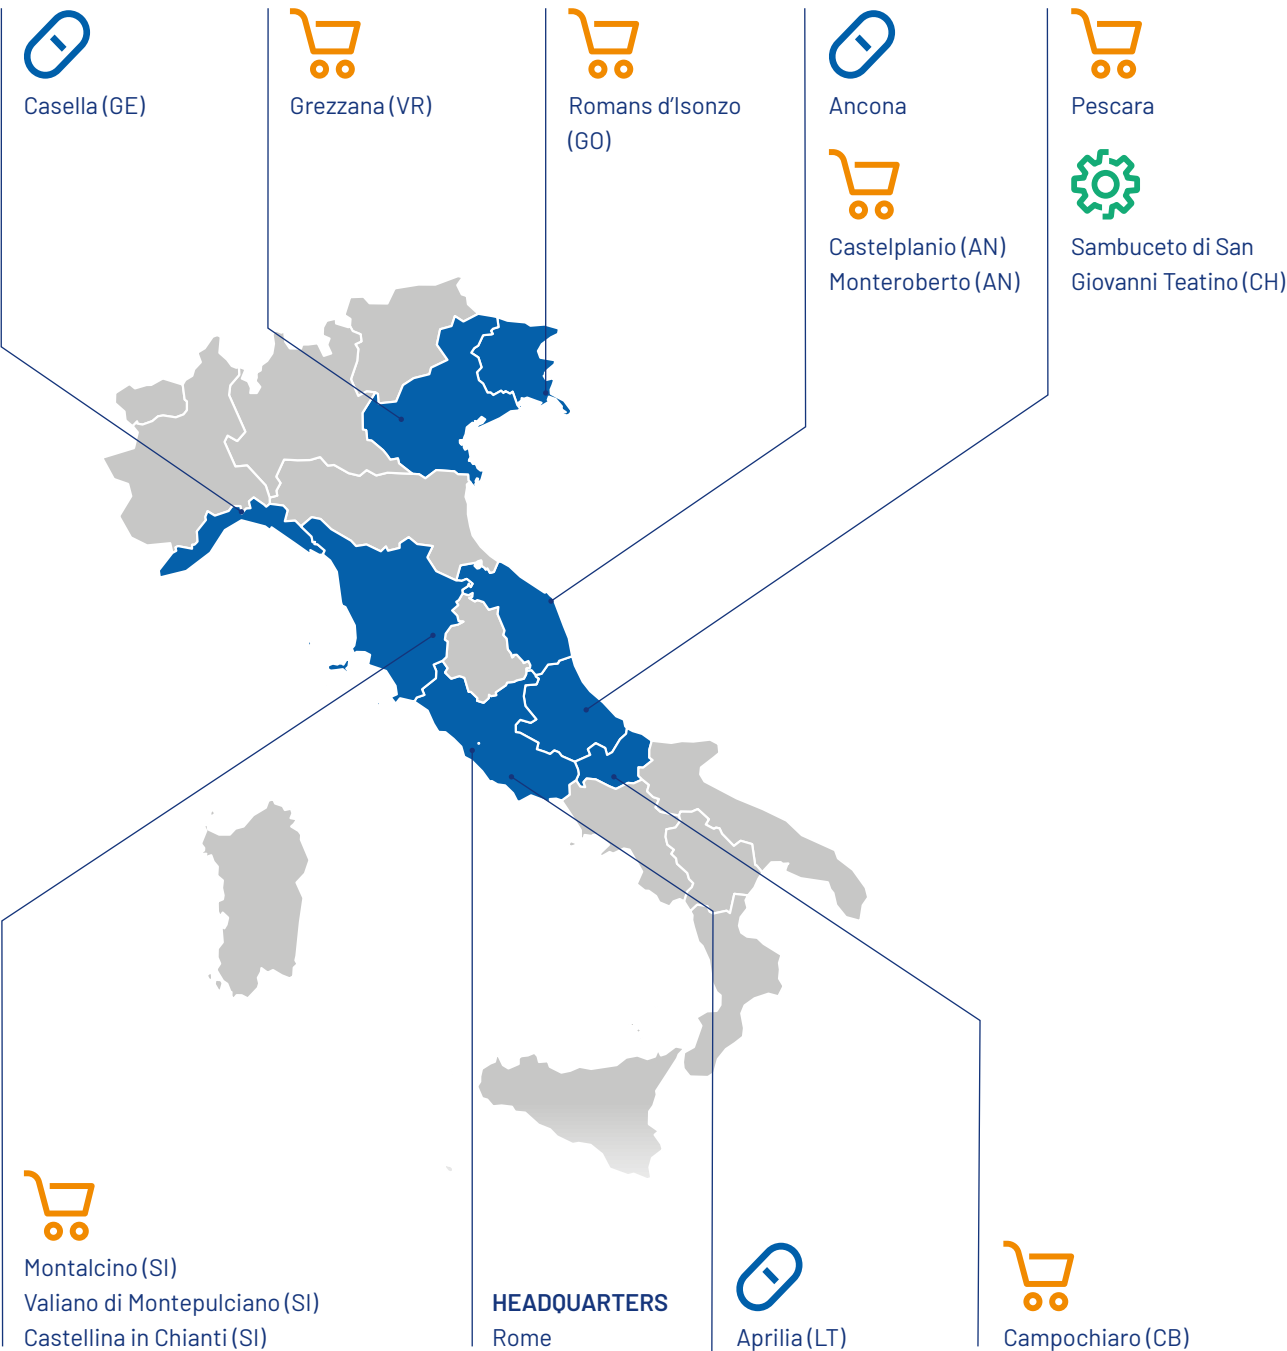 Casella (GE)
Grezzana (VR)
Romans d'Isonzo
(GO)
Ancona
Castelplanio (AN)
Monteroberto (AN)
Pescara
Sambuceto di San
Giovanni Teatino (CH)
Montalcino (SI)
Valiano di Montepulciano (SI)
Castellina in Chianti (SI)
HEADQUARTERS
Rome
Aprilia (LT)
Campochiaro (CB)